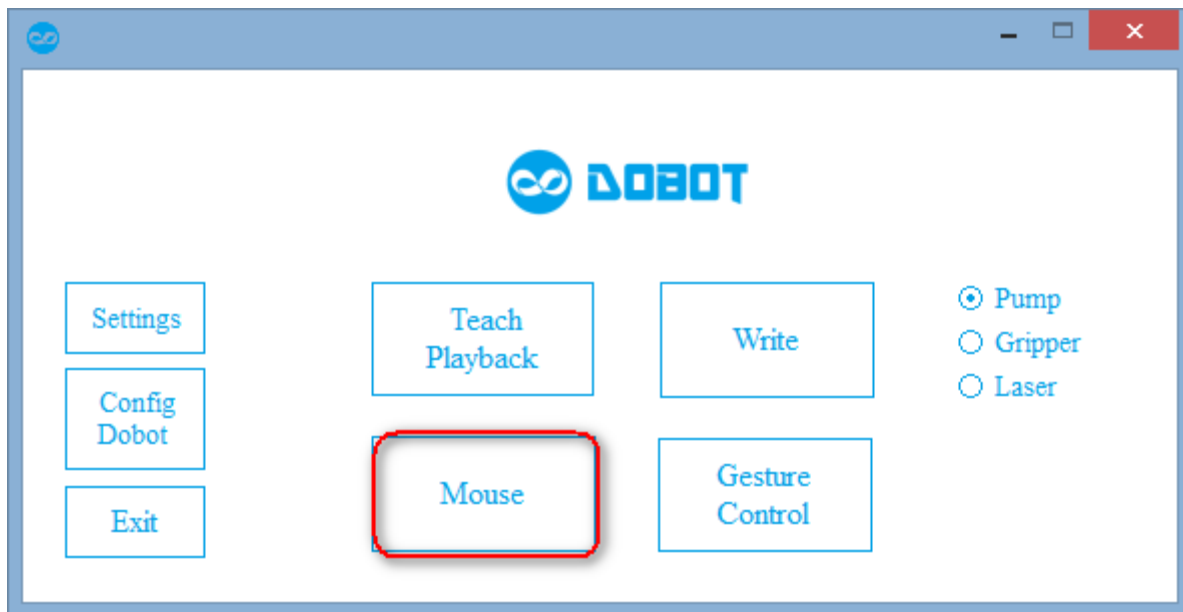 DOBOT
Settings
Config
Dobot
Exit
Teach
Playback
Write
Mouse
Gesture
Control
Pump
Gripper
Laser